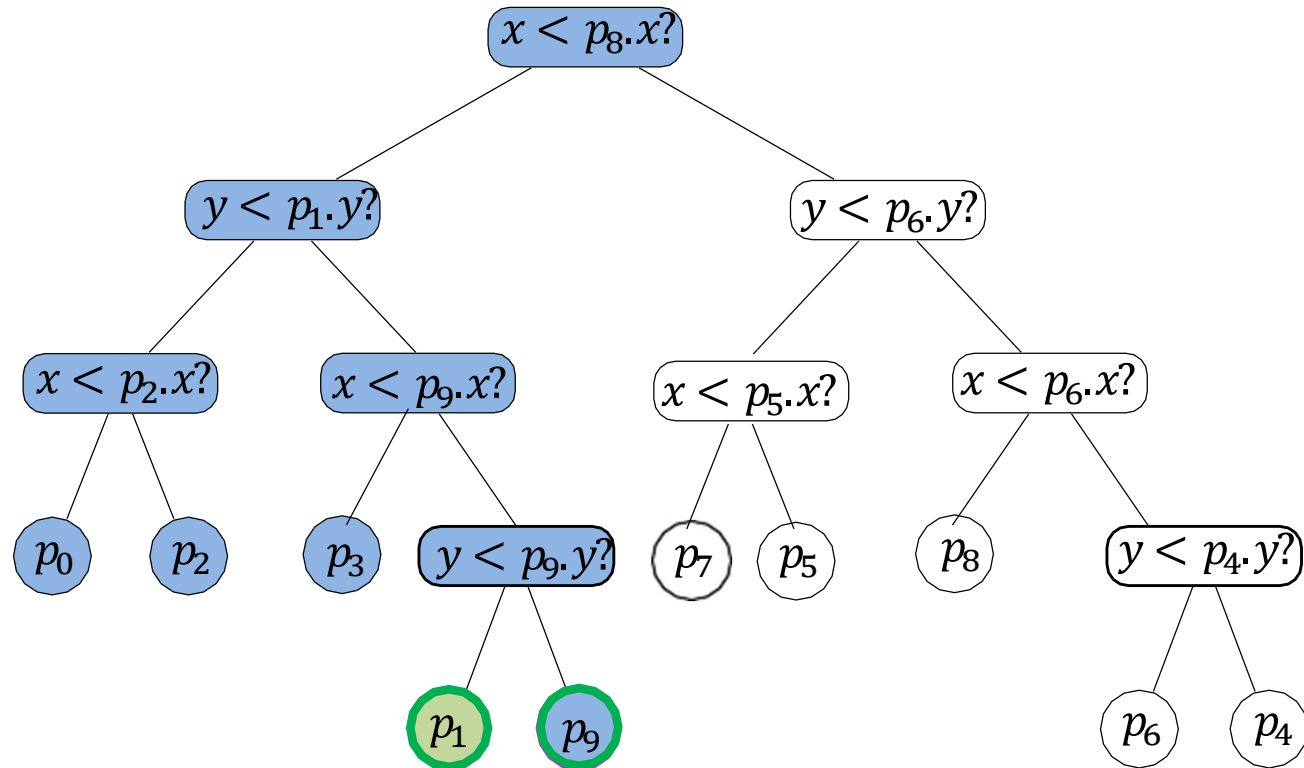 x < p₈.x?
y < p₁.y?
y < p₆.y?
x < p₂.x?
x < p₉.x?
x < p₅.x?
x < p₆.x?
p₀
p₂
p₃
y < p₉.y?
p₇
p₅
p₈
y < p₄.y?
p₁
p₉
p₆
p₄